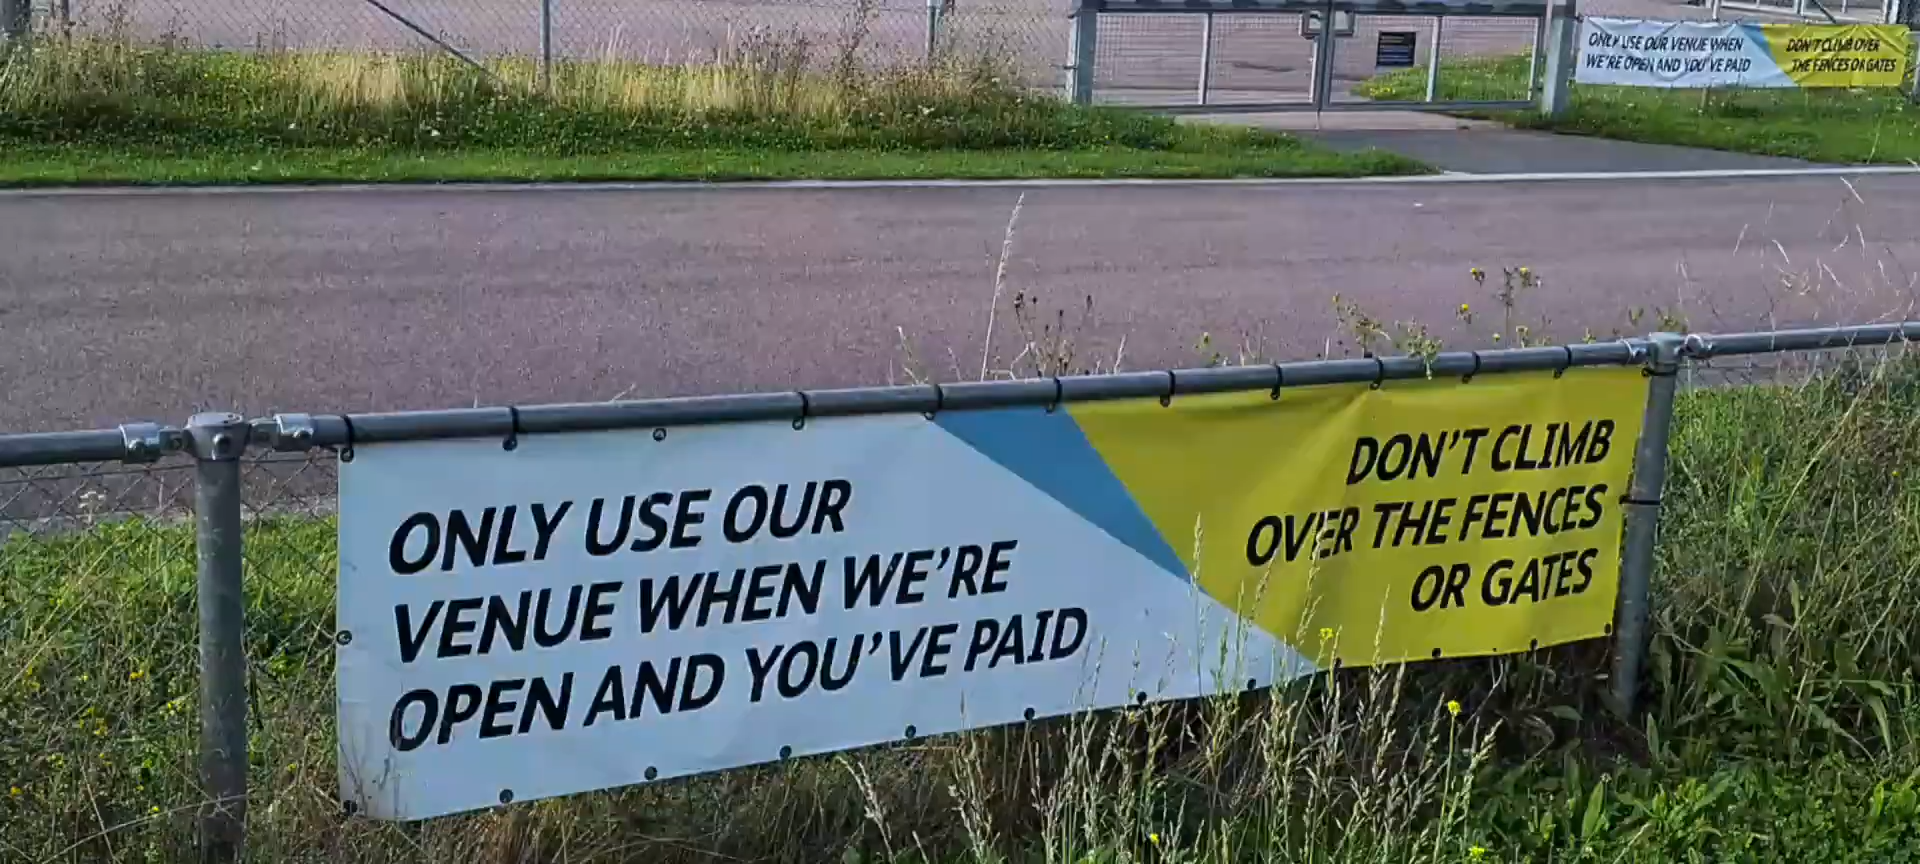 ONLY USE OUR VENUE WHEN
WE'RE OPEN AND YOU'VE PAID
DON'T CLIMB OVER
THE FENCES OR GATES
ONLY USE OUR
VENUE WHEN WE'RE
OPEN AND YOU'VE PAID
DON'T CLIMB
OVER THE FENCES
OR GATES